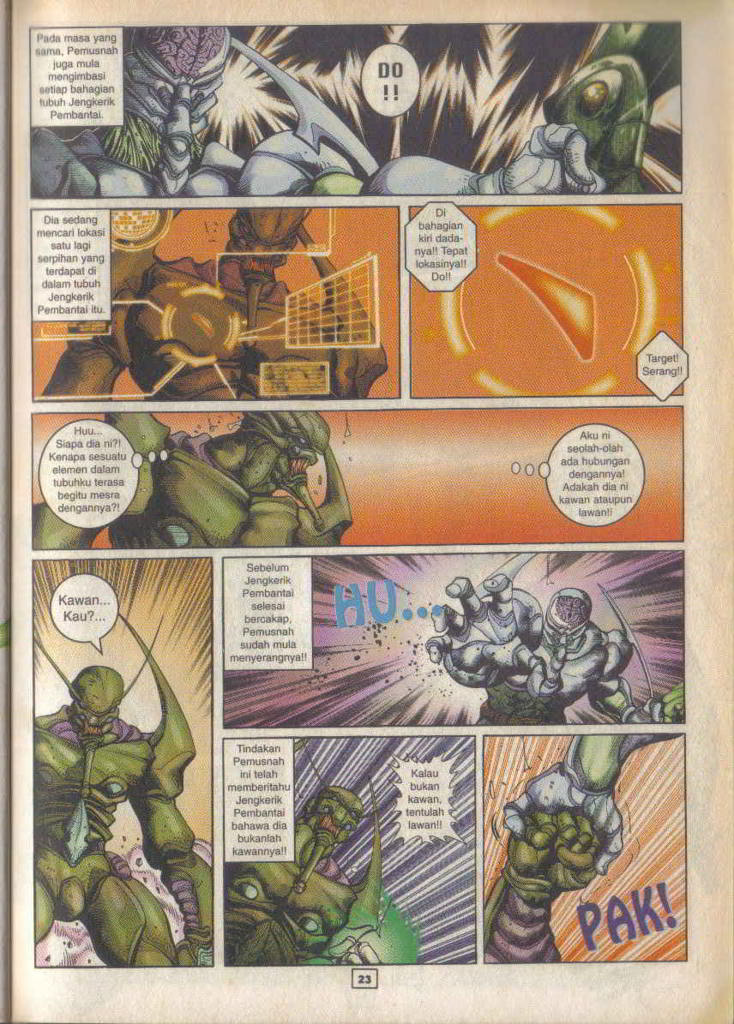 Pada masa yang
sama, Pemusnah
juga mula
mengimbasi
setiap bahagian
tubuh Jengkerik
Pembantai.
DO
!!
Dia sedang
mencari lokasi
satu lagi
serpihan yang
terdapat di
dalam tubuh
Jengkerik
Pembantai itu.
Di
bahagian
kiri dada-
nya!! Tepat
lokasinya!!
Do!!
Target!
Serang!!
Huu...
Siapa dia ni?!
Kenapa sesuatu
elemen dalam
tubuhku terasa
begitu mesra
dengannya?!
Aku ni
seolah-olah
ada hubungan
dengannya!
Adakah dia ni
kawan ataupun
lawan!!
Kawan...
Kau?...
Sebelum
Jengkerik
Pembantai
selesai
bercakap,
Pemusnah
sudah mula
menyerangnya!!
HU...
Tindakan
Pemusnah
ini telah
memberitahu
Jengkerik
Pembantai
bahawa dia
bukanlah
kawannya!!
Kalau
bukan
kawan,
tentulah
lawan!!
PAK!
23